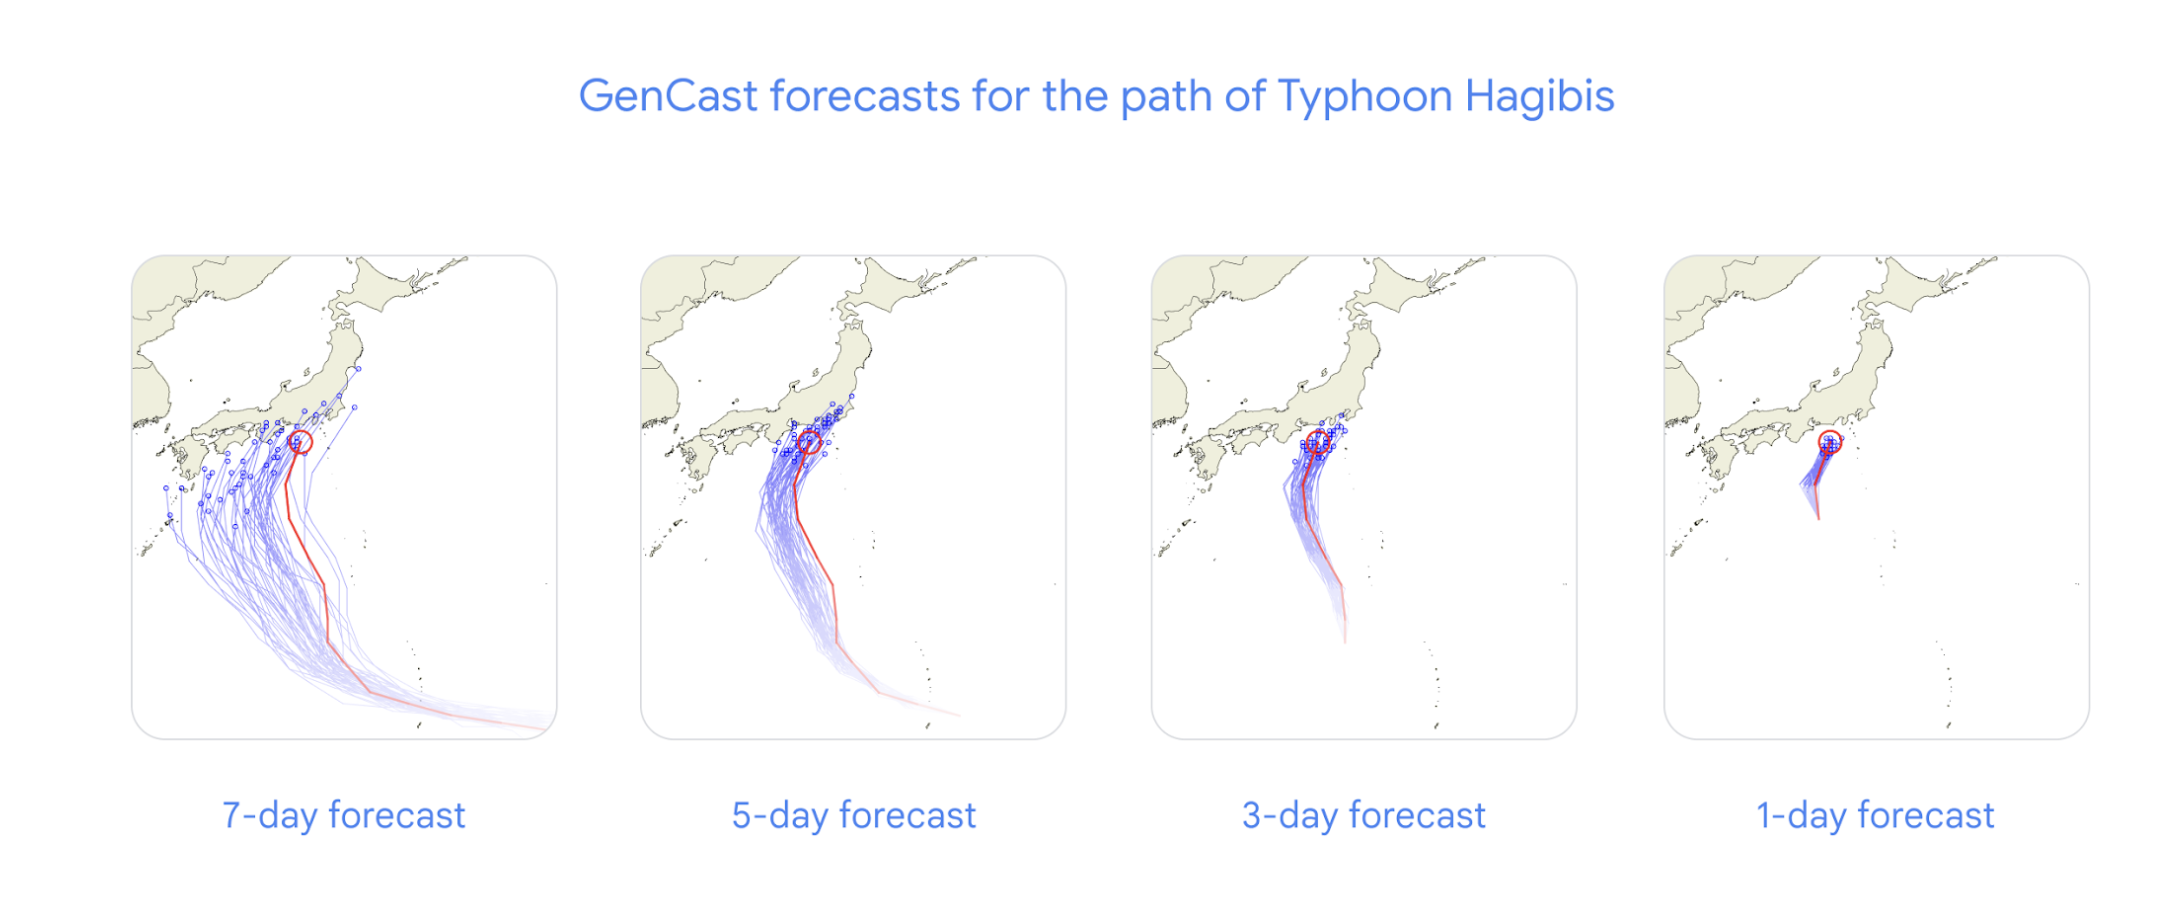 GenCast forecasts for the path of Typhoon Hagibis
7-day forecast
5-day forecast
3-day forecast
1-day forecast